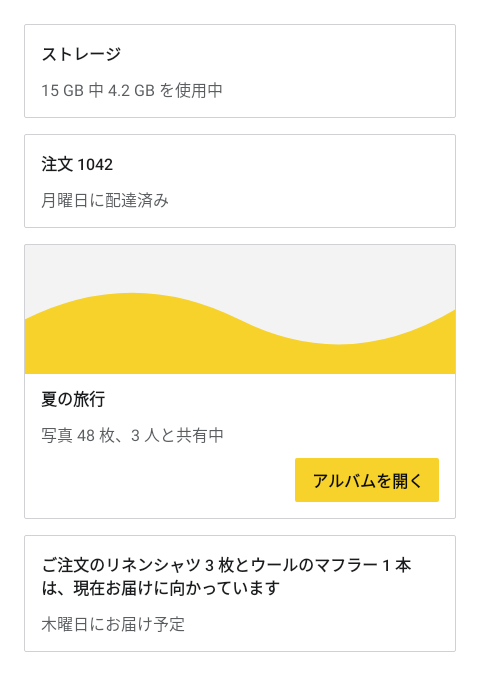 ストレージ
15 GB 中 4.2 GB を使用中
注文 1042
月曜日に配達済み
夏の旅行
写真 48 枚、3 人と共有中
アルバムを開く
ご注文のリネンシャツ 3 枚とウールのマフラー 1 本
は、現在お届けに向かっています
木曜日にお届け予定